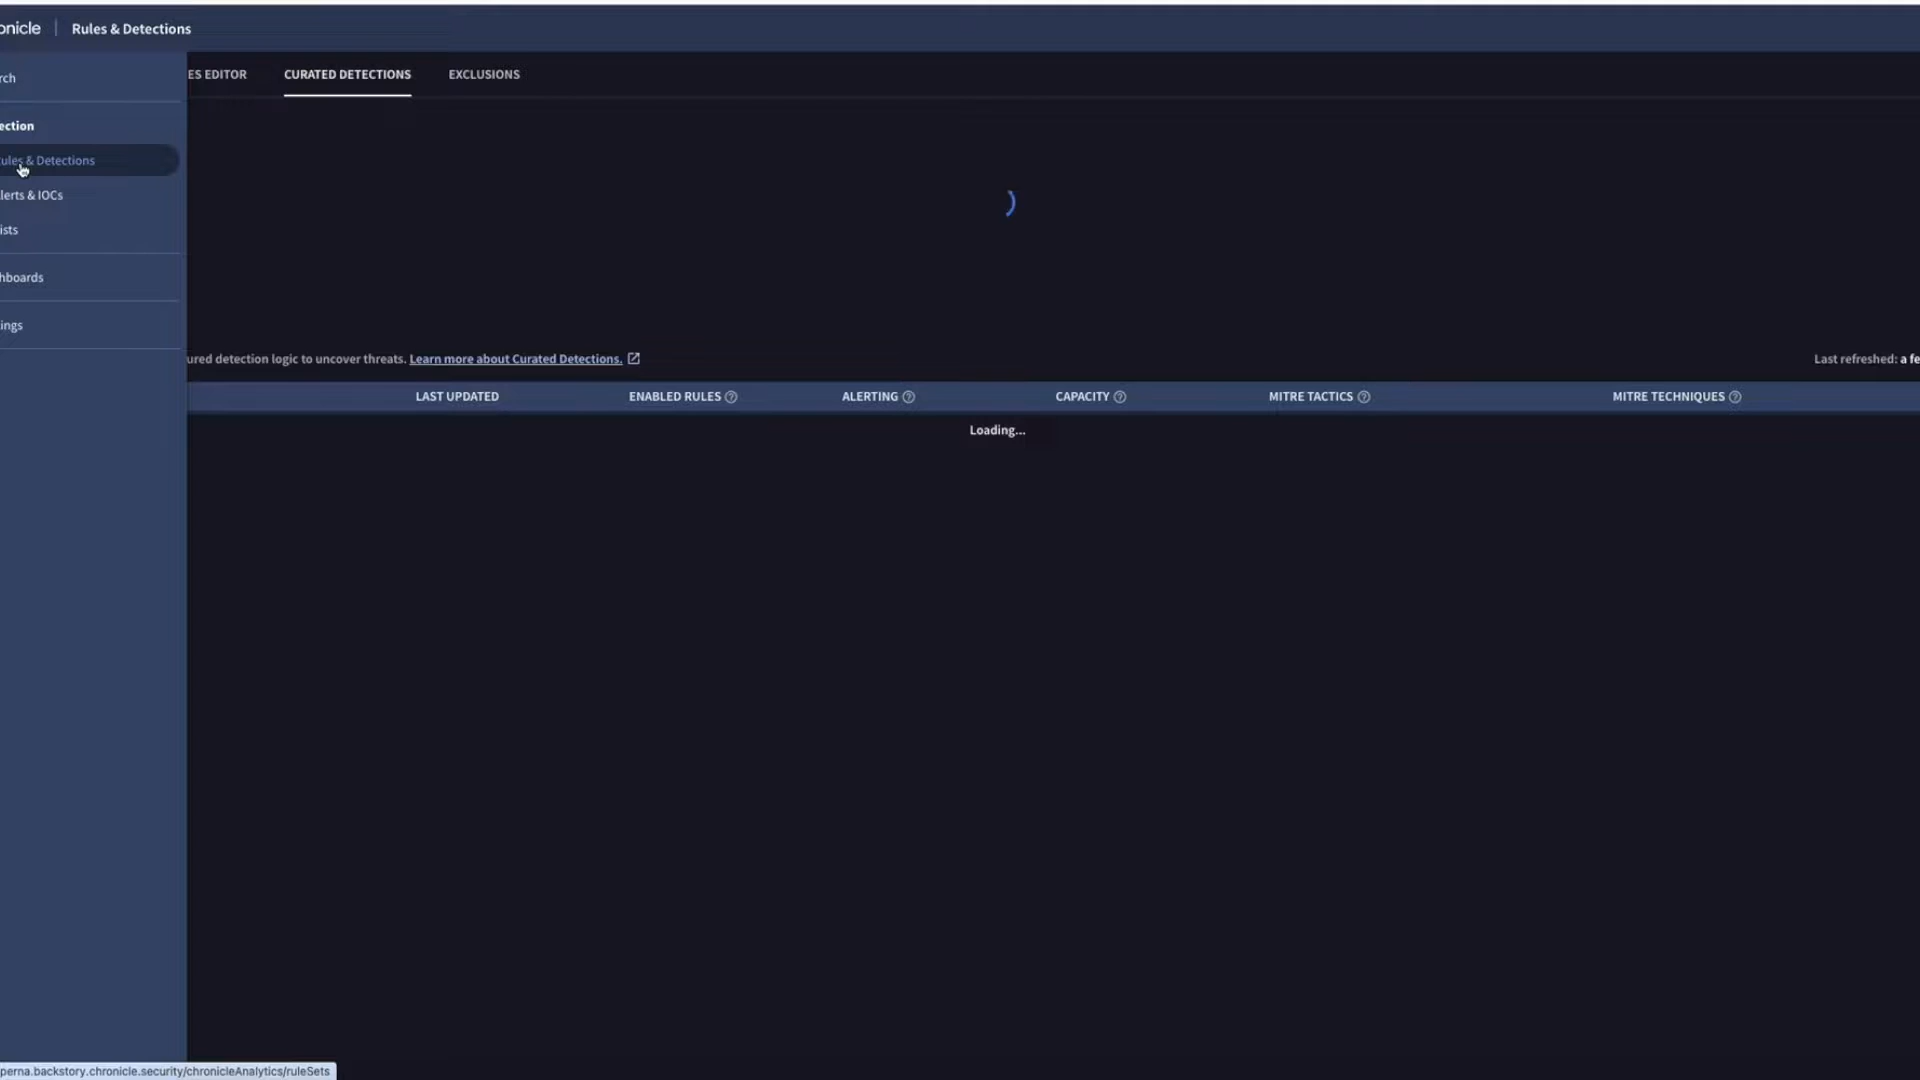 onicle | Rules & Detections
rch
ES EDITOR CURATED DETECTIONS EXCLUSIONS
ection
ules & Detections
lerts & IOCs
ists
hboards
ings
ured detection logic to uncover threats. Learn more about Curated Detections. Last refreshed: a fe
LAST UPDATED ENABLED RULES ALERTING CAPACITY MITRE TACTICS MITRE TECHNIQUES
Loading...
perna.backstory.chronicle.security/chronicleAnalytics/ruleSets